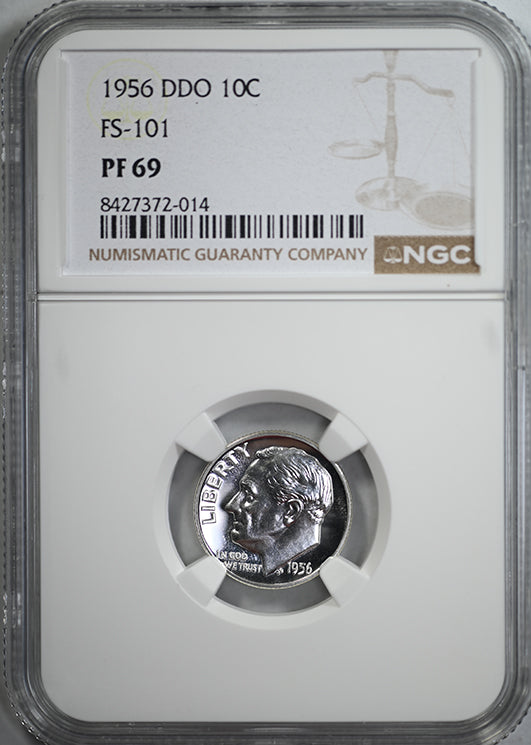 1956 DDO 10C
FS-101
PF 69
8427372-014
NUMISMATIC GUARANTY COMPANY NGC
LIBERTY
IN GOD
WE TRUST 1956